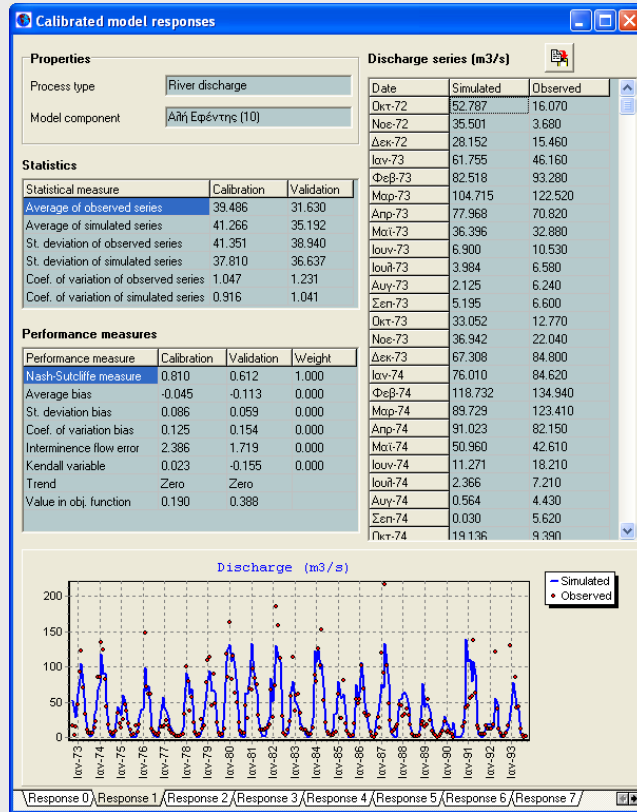 Calibrated model responses
Properties
Process type River discharge
Model component Αλή Εφέντης (10)
Statistics
Statistical measure Calibration Validation
Average of observed series 39.486 31.630
Average of simulated series 41.266 35.192
St. deviation of observed series 41.351 38.940
St. deviation of simulated series 37.810 36.637
Coef. of variation of observed series 1.047 1.231
Coef. of variation of simulated series 0.916 1.041
Performance measures
Performance measure Calibration Validation Weight
Nash-Sutcliffe measure 0.810 0.612 1.000
Average bias -0.045 -0.113 0.000
St. deviation bias 0.086 0.059 0.000
Coef. of variation bias 0.125 0.154 0.000
Interminence flow error 2.386 1.719 0.000
Kendall variable 0.023 -0.155 0.000
Trend Zero Zero
Value in obj. function 0.190 0.388
Discharge series (m3/s)
Date Simulated Observed
Οκτ-72 52.787 16.070
Νοε-72 35.501 3.680
Δεκ-72 28.152 15.460
Ιαν-73 61.755 46.160
Φεβ-73 82.518 93.280
Μαρ-73 104.715 122.520
Απρ-73 77.968 70.820
Μαϊ-73 36.396 32.880
Ιουν-73 6.900 10.530
Ιουλ-73 3.984 6.580
Αυγ-73 2.125 6.240
Σεπ-73 5.195 6.600
Οκτ-73 33.052 12.770
Νοε-73 36.942 22.040
Δεκ-73 67.308 84.800
Ιαν-74 76.010 84.620
Φεβ-74 118.732 134.940
Μαρ-74 89.729 123.410
Απρ-74 91.023 82.150
Μαϊ-74 50.960 42.610
Ιουν-74 11.271 18.210
Ιουλ-74 2.366 7.210
Αυγ-74 0.564 4.430
Σεπ-74 0.030 5.620
Οκτ-74 19.136 9.390
Discharge (m3/s)
Simulated
Observed
200
150
100
50
0
Ιαν-73 Ιαν-74 Ιαν-75 Ιαν-76 Ιαν-77 Ιαν-78 Ιαν-79 Ιαν-80 Ιαν-81 Ιαν-82 Ιαν-83 Ιαν-84 Ιαν-85 Ιαν-86 Ιαν-87 Ιαν-88 Ιαν-89 Ιαν-90 Ιαν-91 Ιαν-92 Ιαν-93
Response 0 Response 1 Response 2 Response 3 Response 4 Response 5 Response 6 Response 7